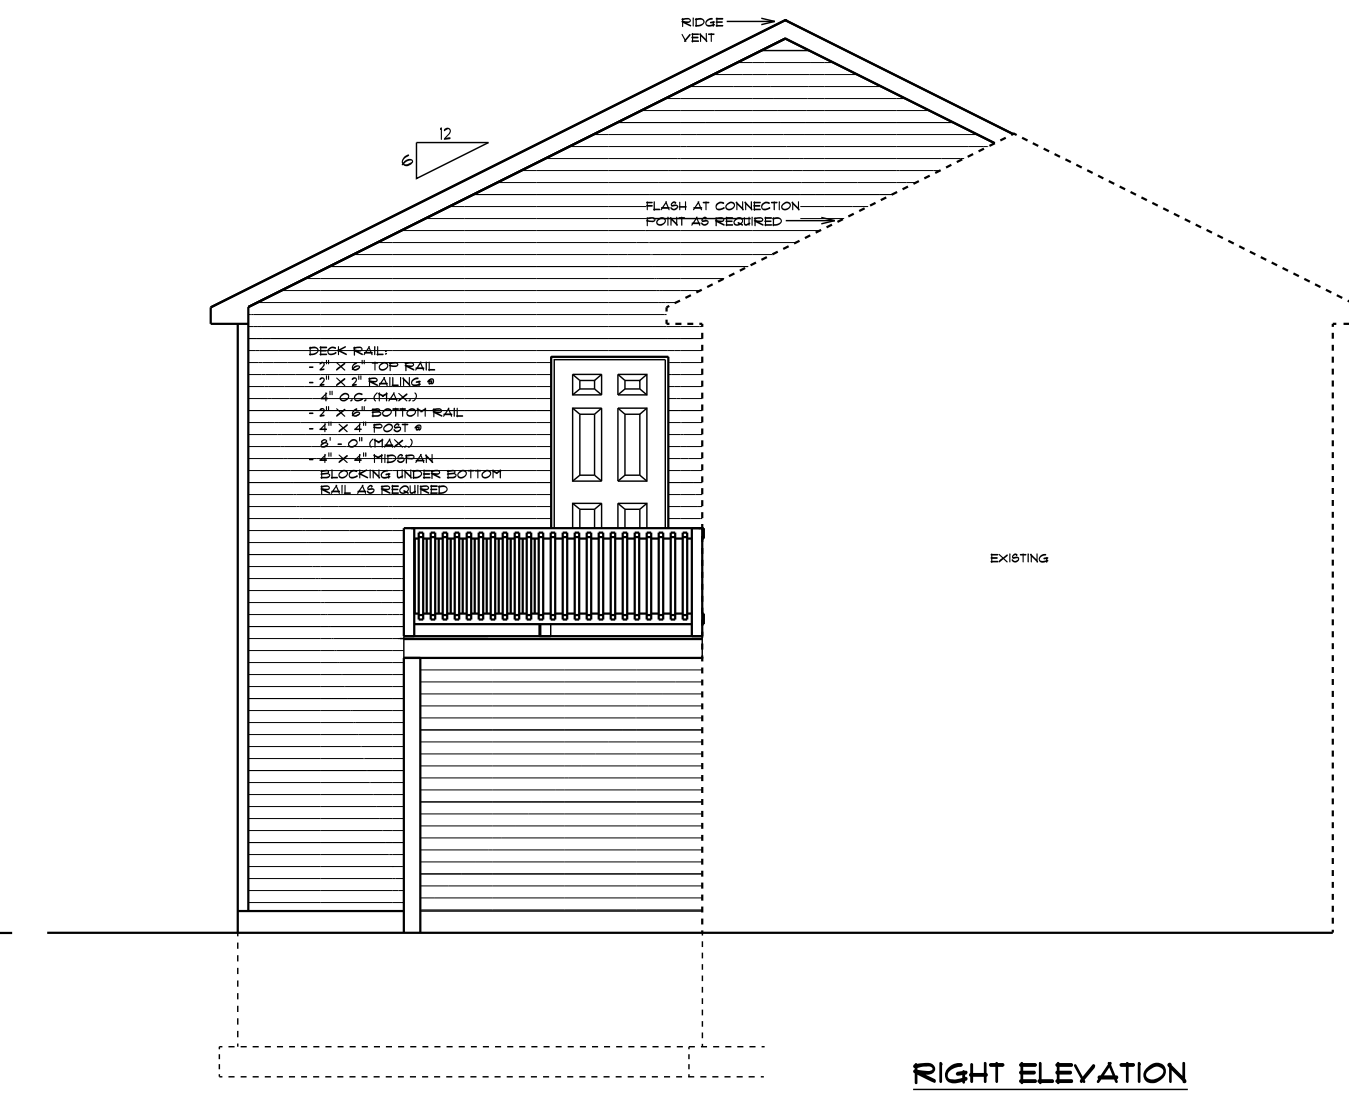 RIDGE
VENT
12
6
FLASH AT CONNECTION
POINT AS REQUIRED
DECK RAIL:
- 2" X 6" TOP RAIL
- 2" X 2" RAILING @
4" O.C. (MAX.)
- 2" X 6" BOTTOM RAIL
- 4" X 4" POST @
8' - 0" (MAX.)
- 4" X 4" MIDSPAN
BLOCKING UNDER BOTTOM
RAIL AS REQUIRED
EXISTING
RIGHT ELEVATION